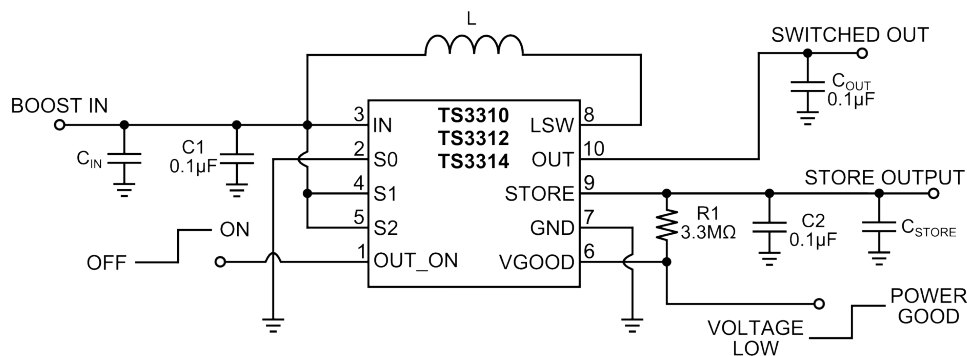 L
SWITCHED OUT
C_OUT
0.1µF
BOOST IN
C_IN
C1
0.1µF
TS3310
TS3312
TS3314
3 IN
2 S0
4 S1
5 S2
1 OUT_ON
LSW 8
OUT 10
STORE 9
GND 7
VGOOD 6
STORE OUTPUT
R1
3.3MΩ
C2
0.1µF
C_STORE
ON
OFF
VOLTAGE
LOW
POWER
GOOD